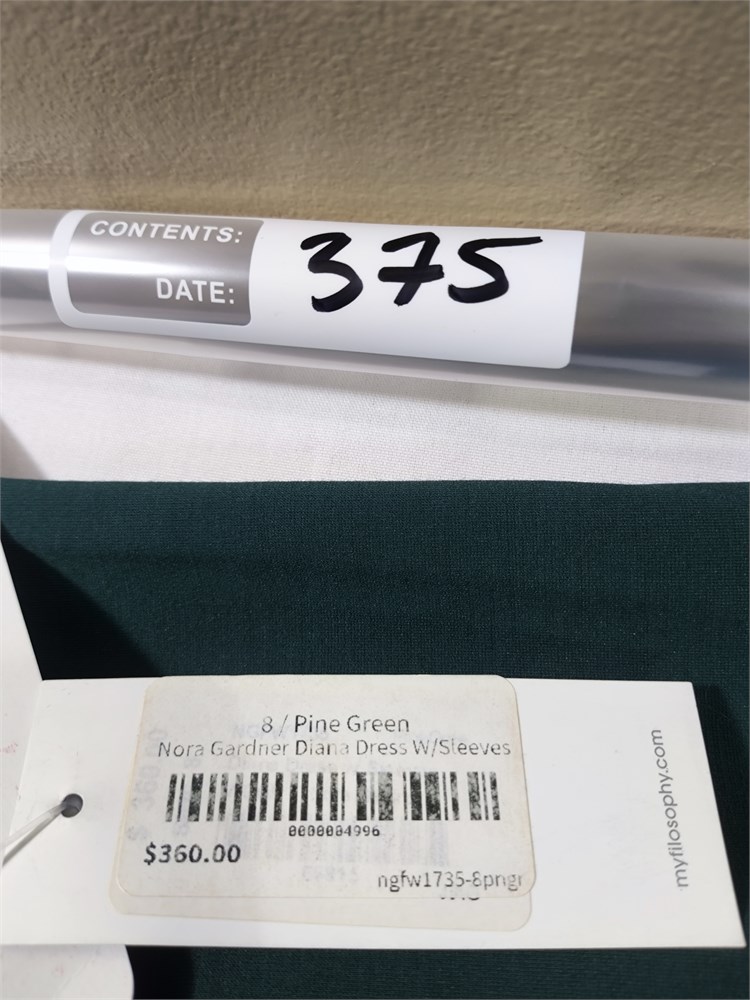 CONTENTS:
DATE:
375
8 / Pine Green
Nora Gardner Diana Dress W/Sleeves
0000004996
$360.00
ngfw1735-8pngr
myfilosophy.com